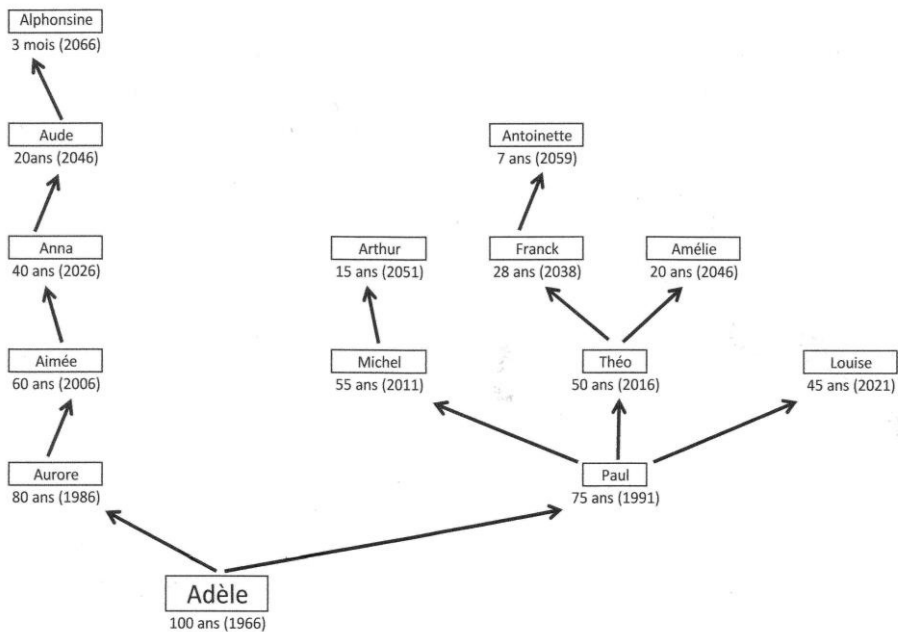 Alphonsine
3 mois (2066)
Aude
20ans (2046)
Antoinette
7 ans (2059)
Anna
40 ans (2026)
Arthur
15 ans (2051)
Franck
28 ans (2038)
Amélie
20 ans (2046)
Aimée
60 ans (2006)
Michel
55 ans (2011)
Théo
50 ans (2016)
Louise
45 ans (2021)
Aurore
80 ans (1986)
Paul
75 ans (1991)
Adèle
100 ans (1966)